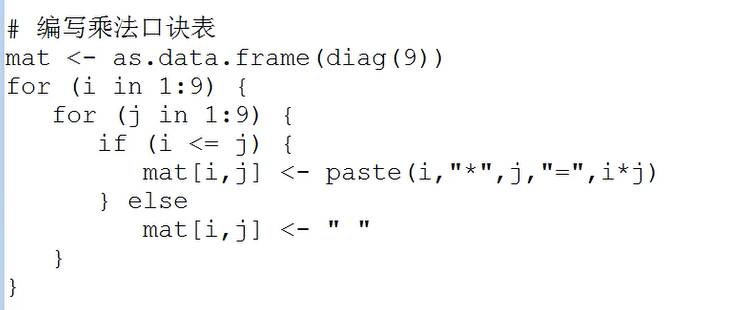 # 编写乘法口诀表
mat <- as.data.frame(diag(9))
for (i in 1:9) {
   for (j in 1:9) {
      if (i <= j) {
         mat[i,j] <- paste(i,"*",j,"=",i*j)
      } else
         mat[i,j] <- " "
   }
}